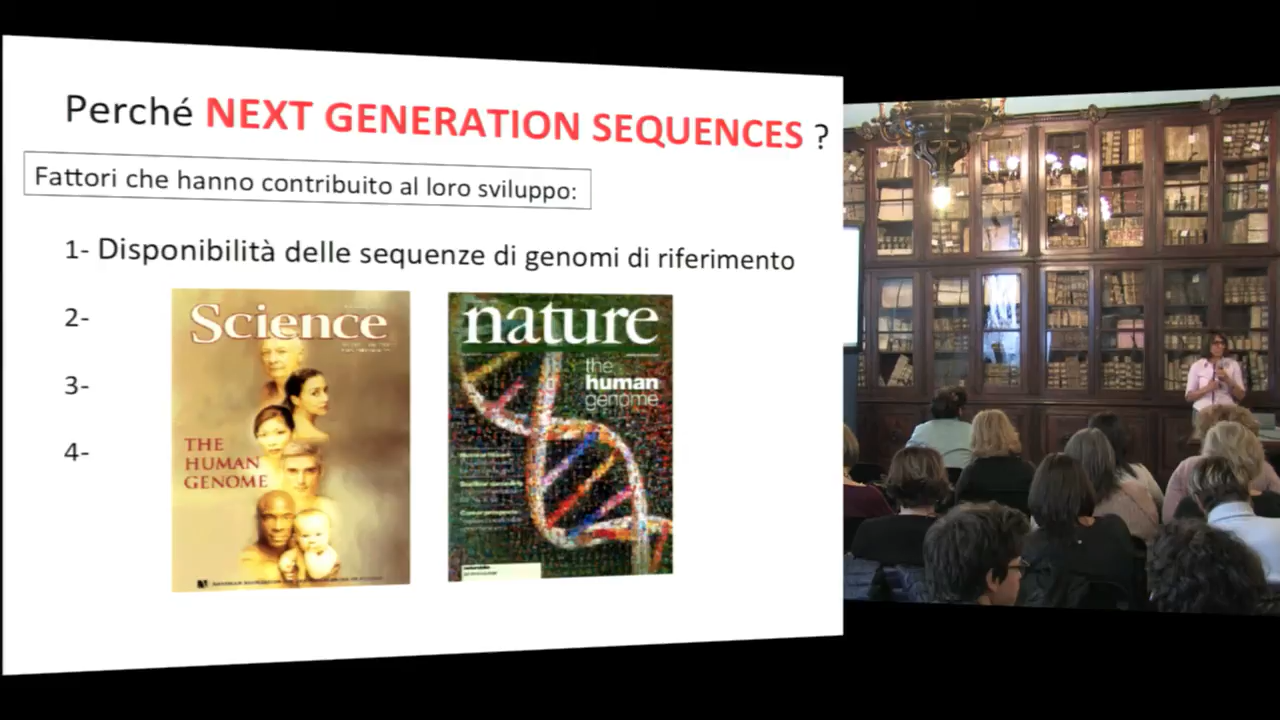 Perché NEXT GENERATION SEQUENCES ?
Fattori che hanno contribuito al loro sviluppo:
1- Disponibilità delle sequenze di genomi di riferimento
2-
3-
4-
Science
THE
HUMAN
GENOME
nature
the
human
genome